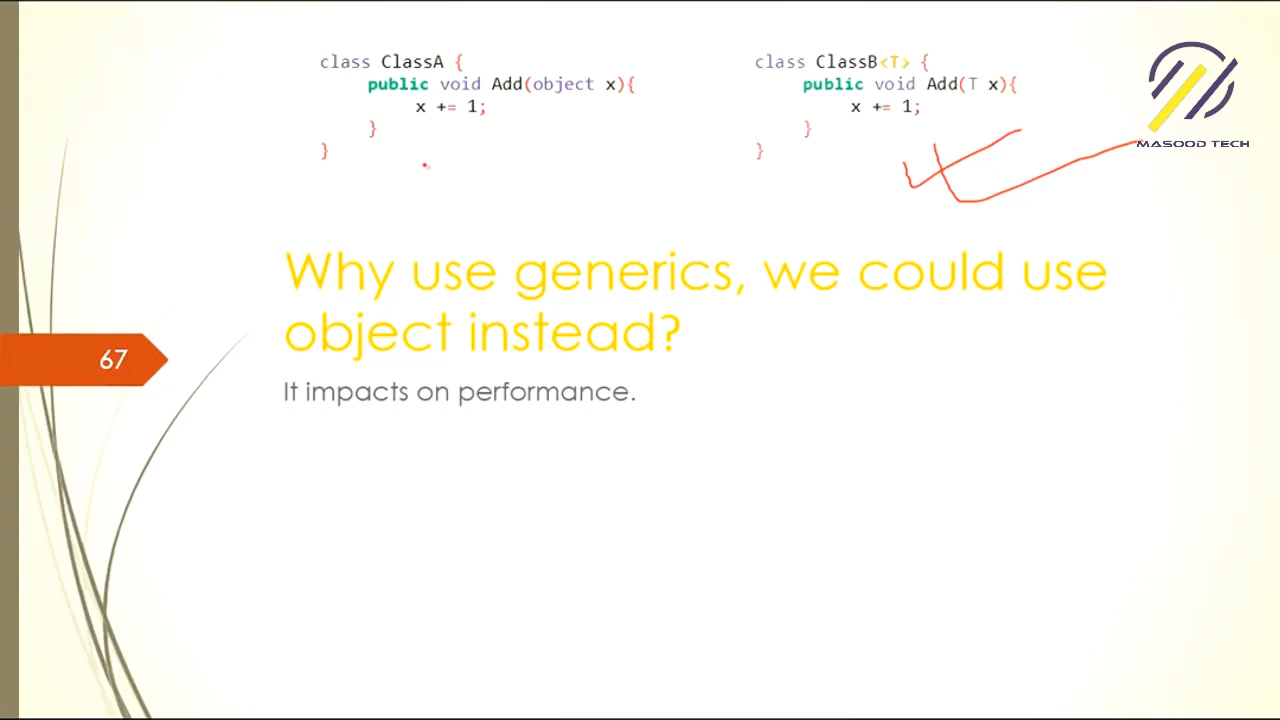 class ClassA {
public void Add(object x){
x += 1;
}
}
class ClassB<T> {
public void Add(T x){
x += 1;
}
}
MASOOD TECH
Why use generics, we could use
object instead?
67
It impacts on performance.